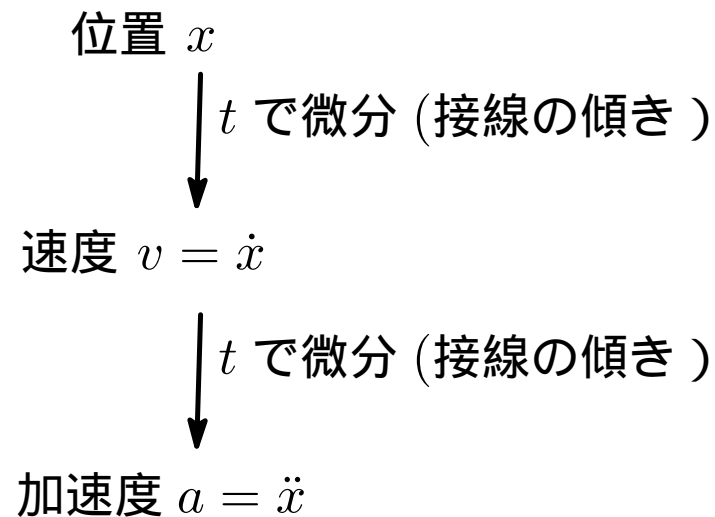 位置 x
t で微分 (接線の傾き )
速度 v = ẋ
t で微分 (接線の傾き )
加速度 a = ẍ